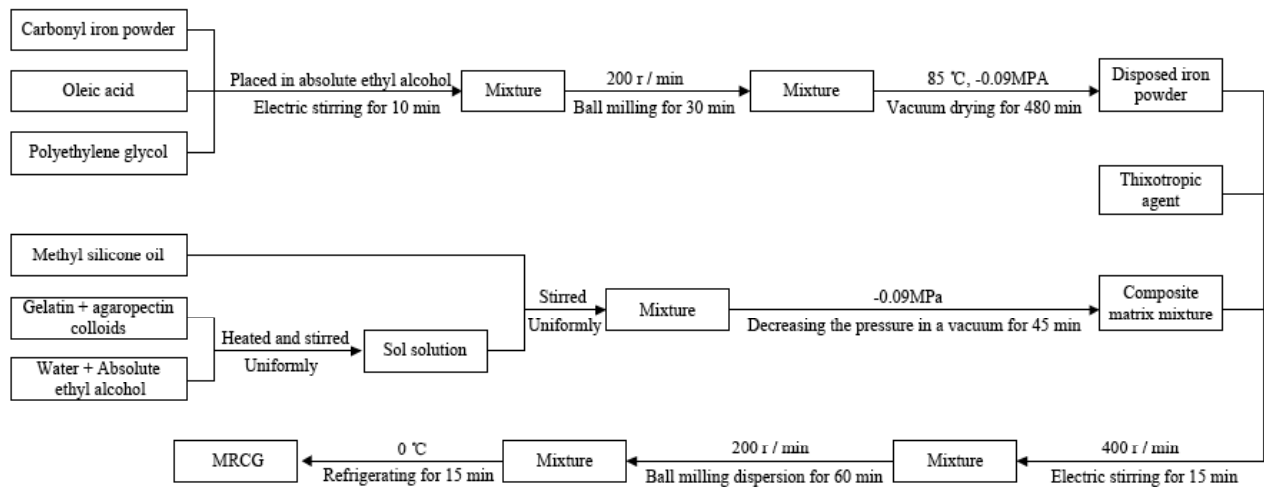 Carbonyl iron powder
Oleic acid
Polyethylene glycol
Placed in absolute ethyl alcohol
Electric stirring for 10 min
Mixture
200 r / min
Ball milling for 30 min
Mixture
85 ℃, -0.09MPA
Vacuum drying for 480 min
Disposed iron
powder
Thixotropic
agent
Methyl silicone oil
Gelatin + agaropectin
colloids
Water + Absolute
ethyl alcohol
Heated and stirred
Uniformly
Sol solution
Stirred
Uniformly
Mixture
-0.09MPa
Decreasing the pressure in a vacuum for 45 min
Composite
matrix mixture
400 r / min
Electric stirring for 15 min
Mixture
200 r / min
Ball milling dispersion for 60 min
Mixture
0 ℃
Refrigerating for 15 min
MRCG